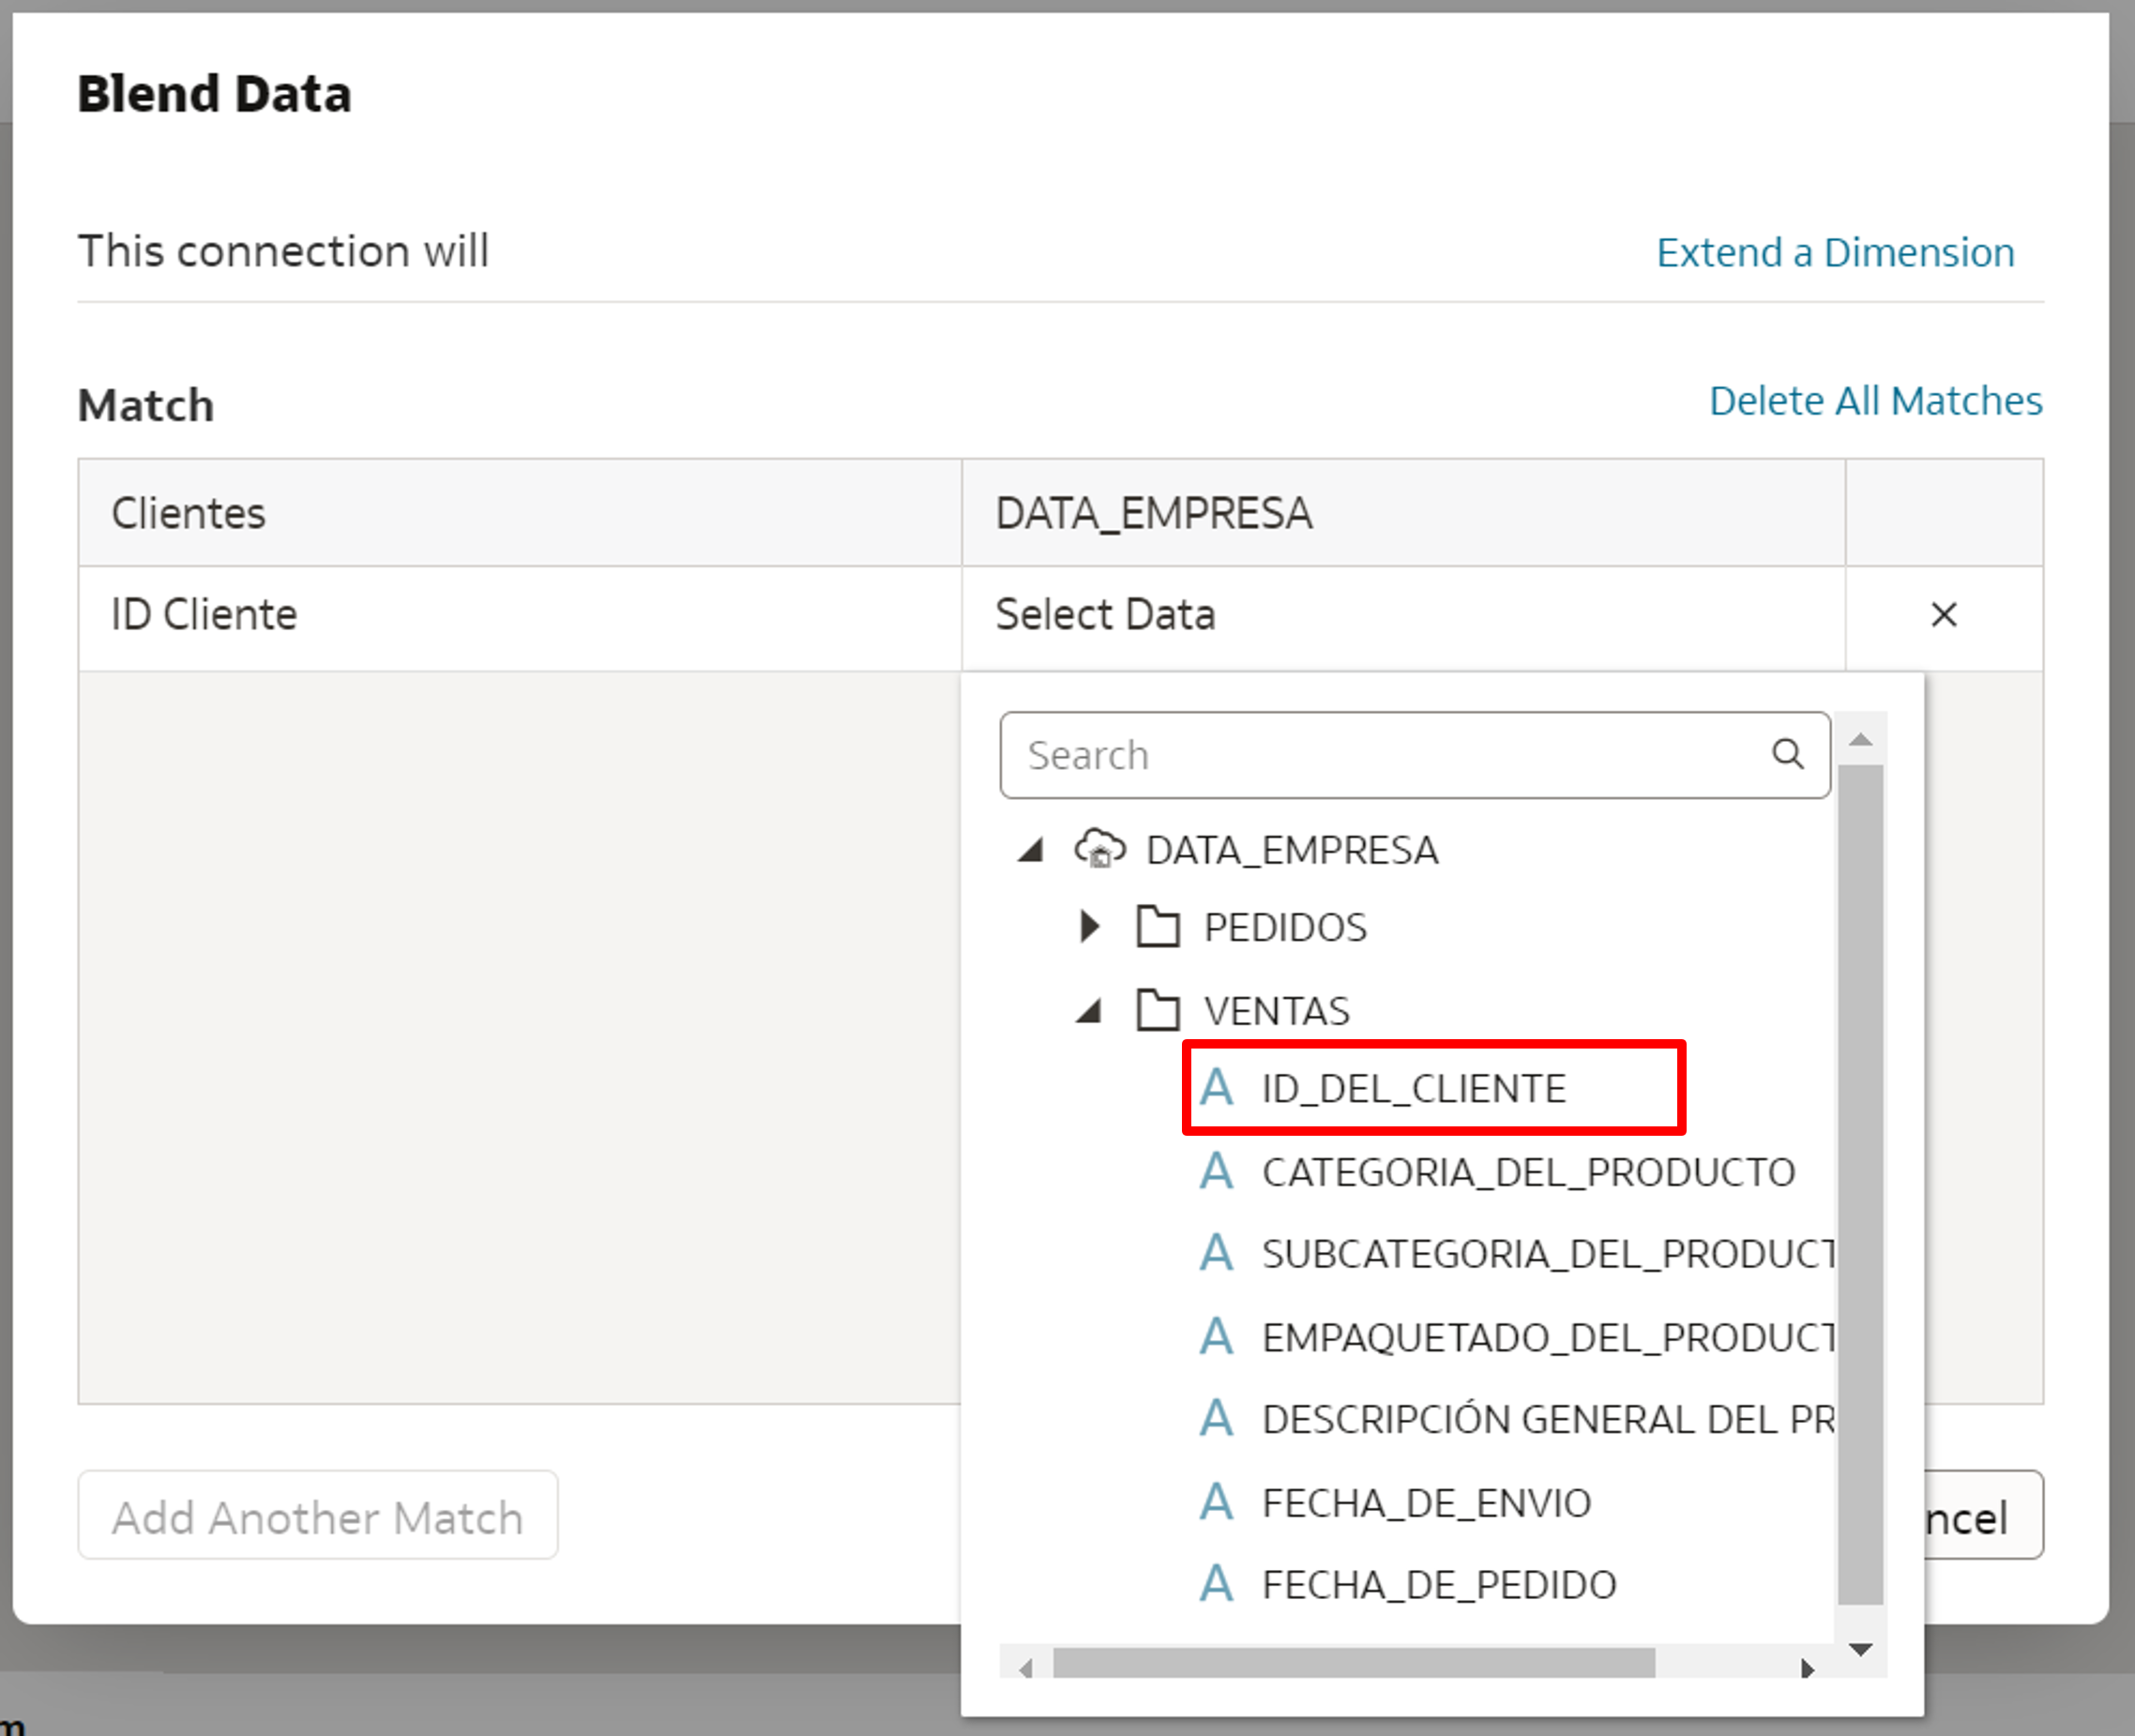 Blend Data
This connection will Extend a Dimension
Match Delete All Matches
Clientes DATA_EMPRESA
ID Cliente Select Data
Search
DATA_EMPRESA
PEDIDOS
VENTAS
A ID_DEL_CLIENTE
A CATEGORIA_DEL_PRODUCTO
A SUBCATEGORIA_DEL_PRODUCT
A EMPAQUETADO_DEL_PRODUCT
A DESCRIPCIÓN GENERAL DEL PR
A FECHA_DE_ENVIO
A FECHA_DE_PEDIDO
Add Another Match ncel
m